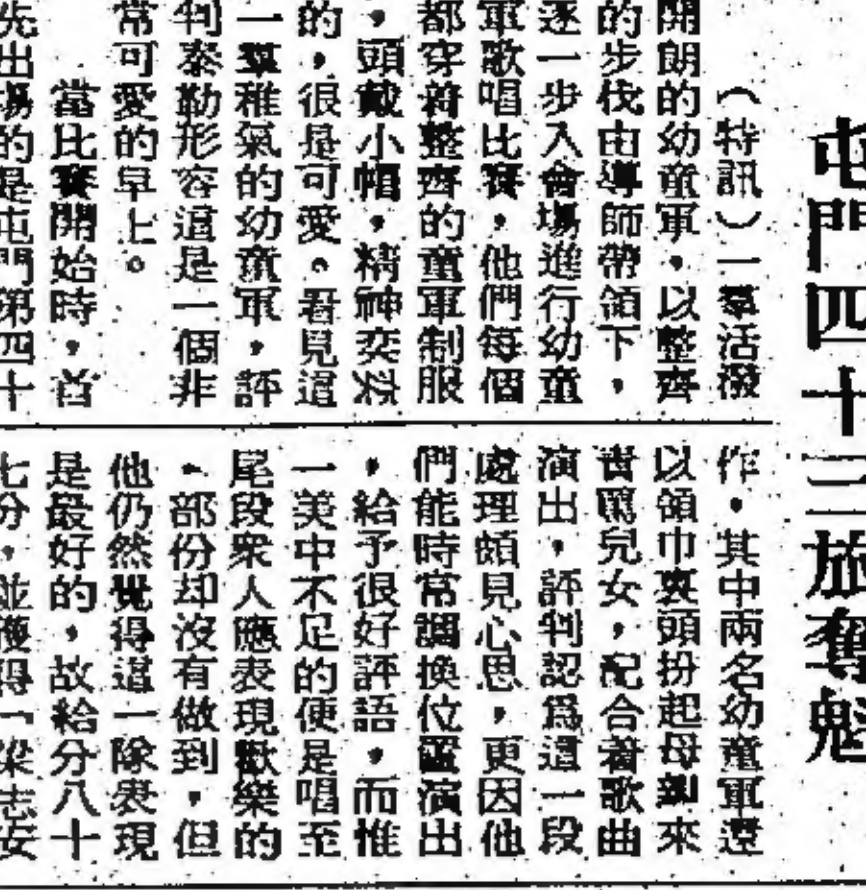 屯門四十三旅奪魁
（特訊）一羣活潑
開朗的幼童軍，以整齊
的步伐由導師帶領下，
逐一步入會場進行幼童
軍歌唱比賽，他們每個
都穿着整齊的童軍制服
，頭戴小帽，精神奕奕
的，很是可愛。看見這
一羣稚氣的幼童軍，評
判泰勒形容這是一個非
常可愛的早上。
當比賽開始時，首
先出場的是屯門第四十
作，其中兩名幼童軍還
以領巾裹頭扮起母親來
責罵兒女，配合着歌曲
演出，評判認爲這一段
處理頗見心思，更因他
們能時常調換位置演出
，給予很好評語，而惟
一美中不足的便是唱至
尾段衆人應表現歡樂的
一部份却沒有做到，但
他仍然覺得這一隊表現
是最好的，故給分八十
七分，並獲得「梁志安